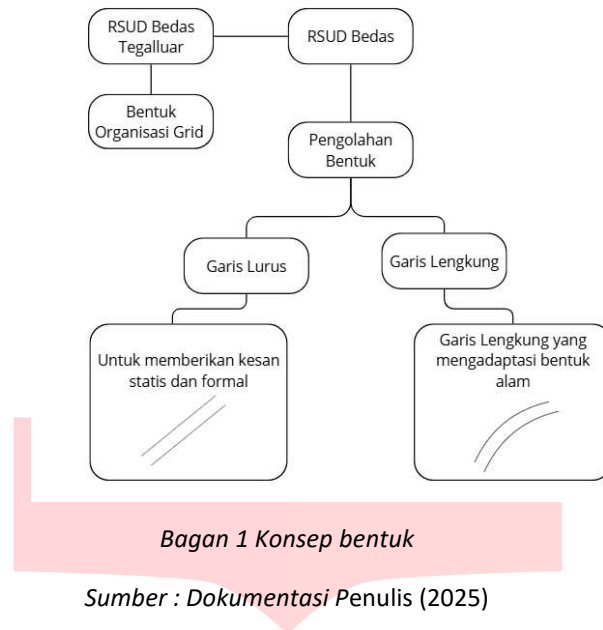 RSUD Bedas
Tegalluar
RSUD Bedas
Bentuk
Organisasi Grid
Pengolahan
Bentuk
Garis Lurus
Garis Lengkung
Untuk memberikan kesan
statis dan formal
Garis Lengkung yang
mengadaptasi bentuk
alam
Bagan 1 Konsep bentuk
Sumber : Dokumentasi Penulis (2025)